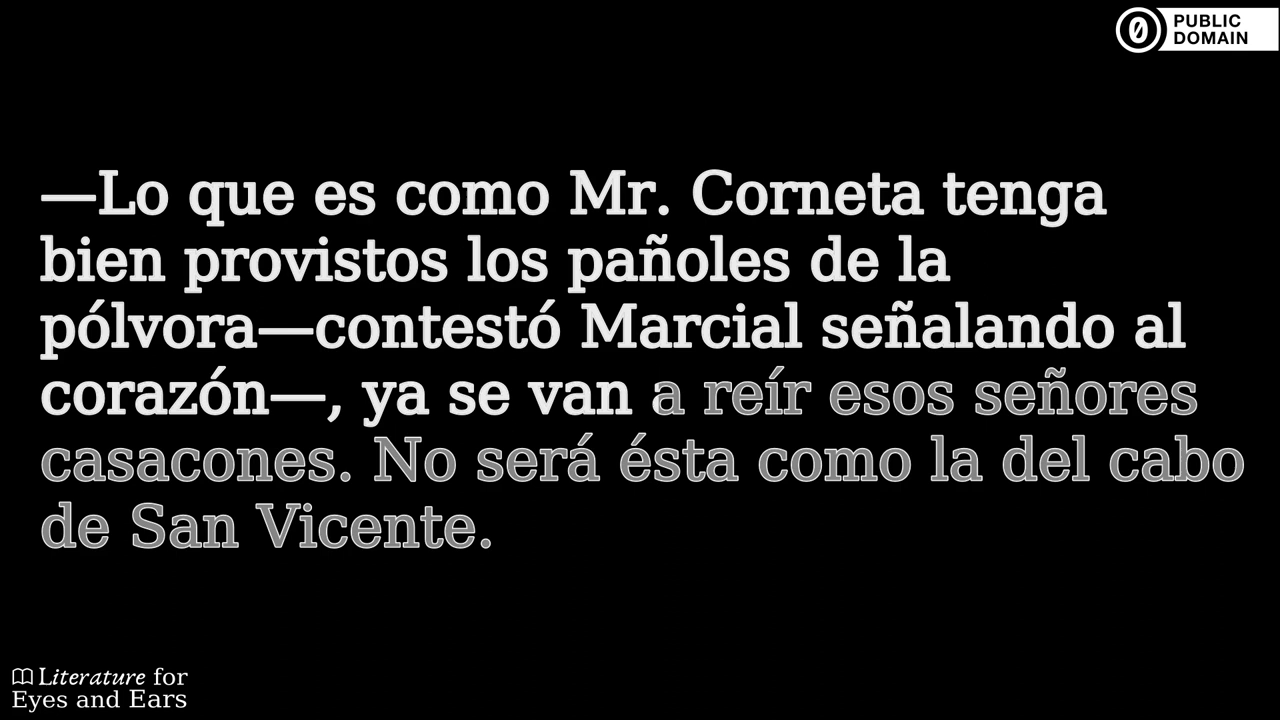 PUBLIC
DOMAIN
—Lo que es como Mr. Corneta tenga
bien provistos los pañoles de la
pólvora—contestó Marcial señalando al
corazón—, ya se van a reír esos señores
casacones. No será ésta como la del cabo
de San Vicente.
Literature for
Eyes and Ears